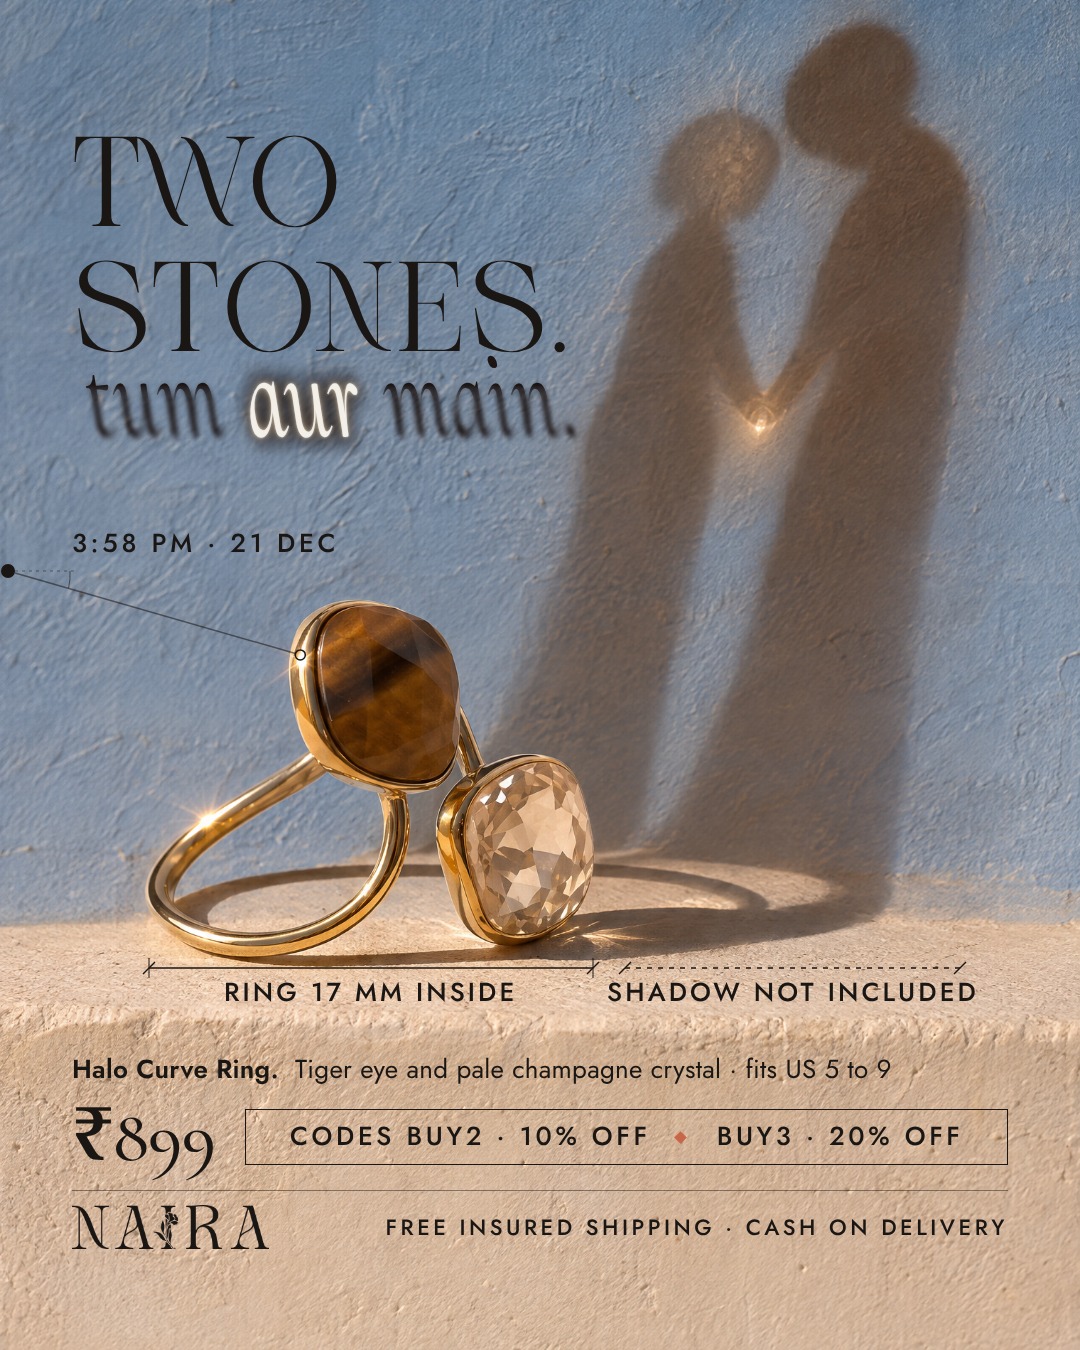 TWO
STONES.
tum aur main.
3:58 PM · 21 DEC
RING 17 MM INSIDE
SHADOW NOT INCLUDED
Halo Curve Ring. Tiger eye and pale champagne crystal · fits US 5 to 9
₹899
CODES BUY2 · 10% OFF ◆ BUY3 · 20% OFF
NAIRA
FREE INSURED SHIPPING · CASH ON DELIVERY